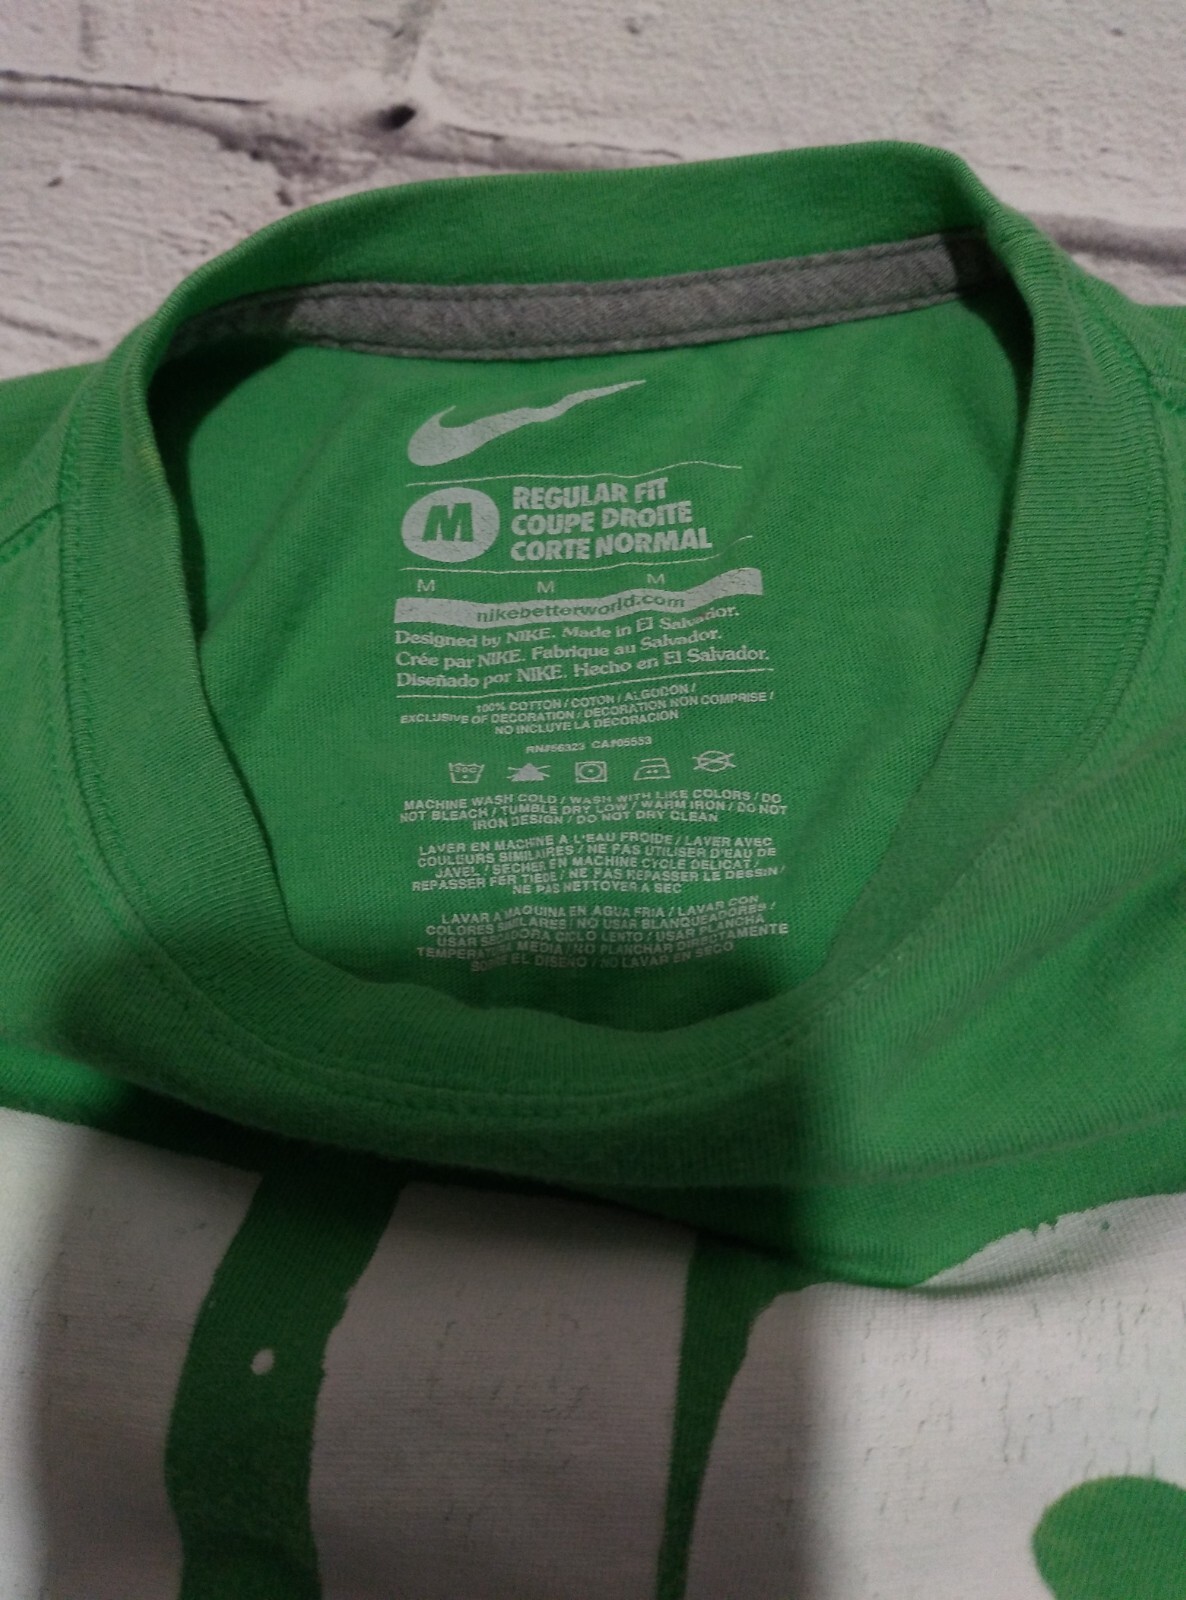 M
REGULAR FIT
COUPE DROITE
CORTE NORMAL
M M M
nikebetterworld.com
Designed by NIKE. Made in El Salvador.
Crée par NIKE. Fabrique au Salvador.
Diseñado por NIKE. Hecho en El Salvador.
100% COTTON / COTON / ALGODON /
EXCLUSIVE OF DECORATION / DECORATION NON COMPRISE /
NO INCLUYE LA DECORACION
RN#56323 CA#05553
30C
MACHINE WASH COLD / WASH WITH LIKE COLORS / DO
NOT BLEACH / TUMBLE DRY LOW / WARM IRON / DO NOT
IRON DESIGN / DO NOT DRY CLEAN
LAVER EN MACHINE A L'EAU FROIDE / LAVER AVEC
COULEURS SIMILAIRES / NE PAS UTILISER D'EAU DE
JAVEL / SECHER EN MACHINE CYCLE DELICAT /
REPASSER FER TIEDE / NE PAS REPASSER LE DESSIN /
NE PAS NETTOYER A SEC
LAVAR A MAQUINA EN AGUA FRIA / LAVAR CON
COLORES SIMILARES / NO USAR BLANQUEADORES /
USAR SECADORA CICLO LENTO / USAR PLANCHA
TEMPERATURA MEDIA / NO PLANCHAR DIRECTAMENTE
SOBRE EL DISENO / NO LAVAR EN SECO